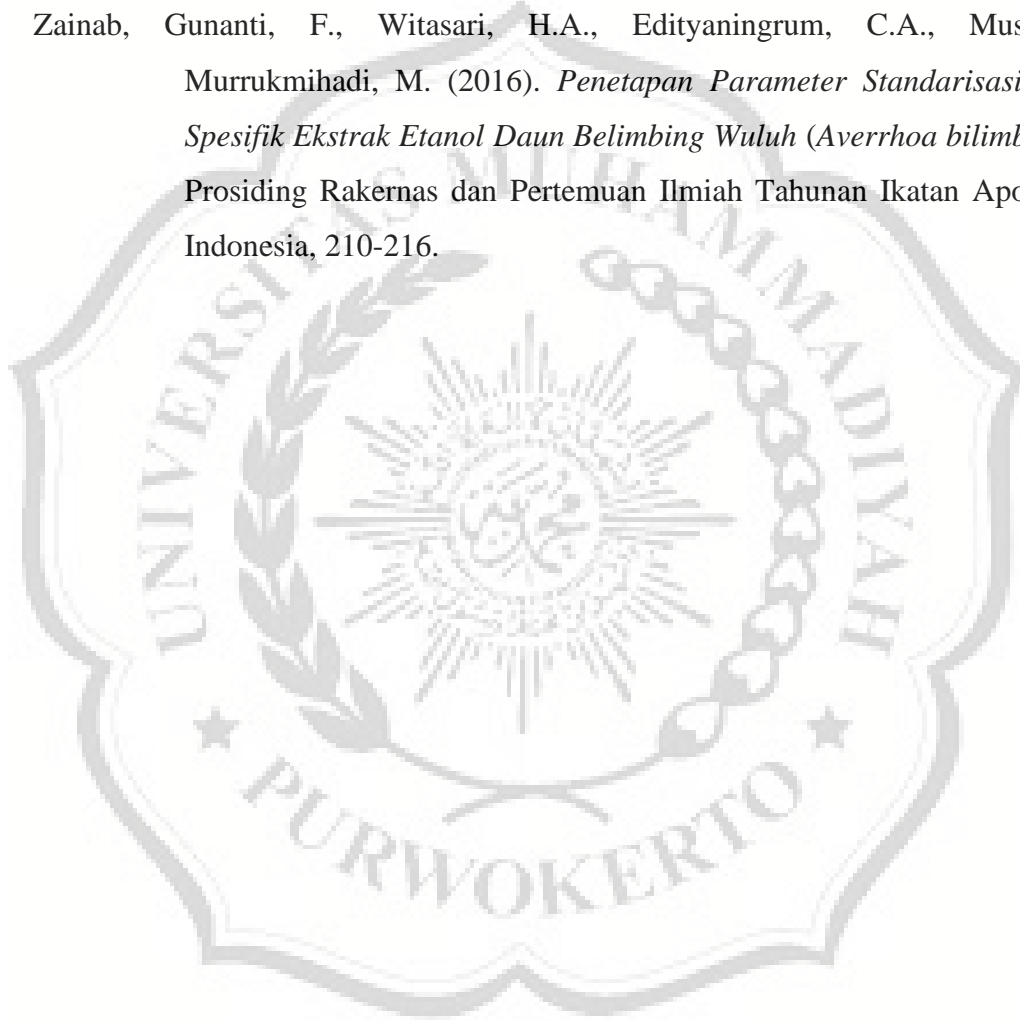 Zainab, Gunanti, F., Witasari, H.A., Edityaningrum, C.A., Mus
Murrukmihadi, M. (2016). Penetapan Parameter Standarisasi
Spesifik Ekstrak Etanol Daun Belimbing Wuluh (Averrhoa bilimb
Prosiding Rakernas dan Pertemuan Ilmiah Tahunan Ikatan Apo
Indonesia, 210-216.
UNIVERSITAS MUHAMMADIYAH
PURWOKERTO